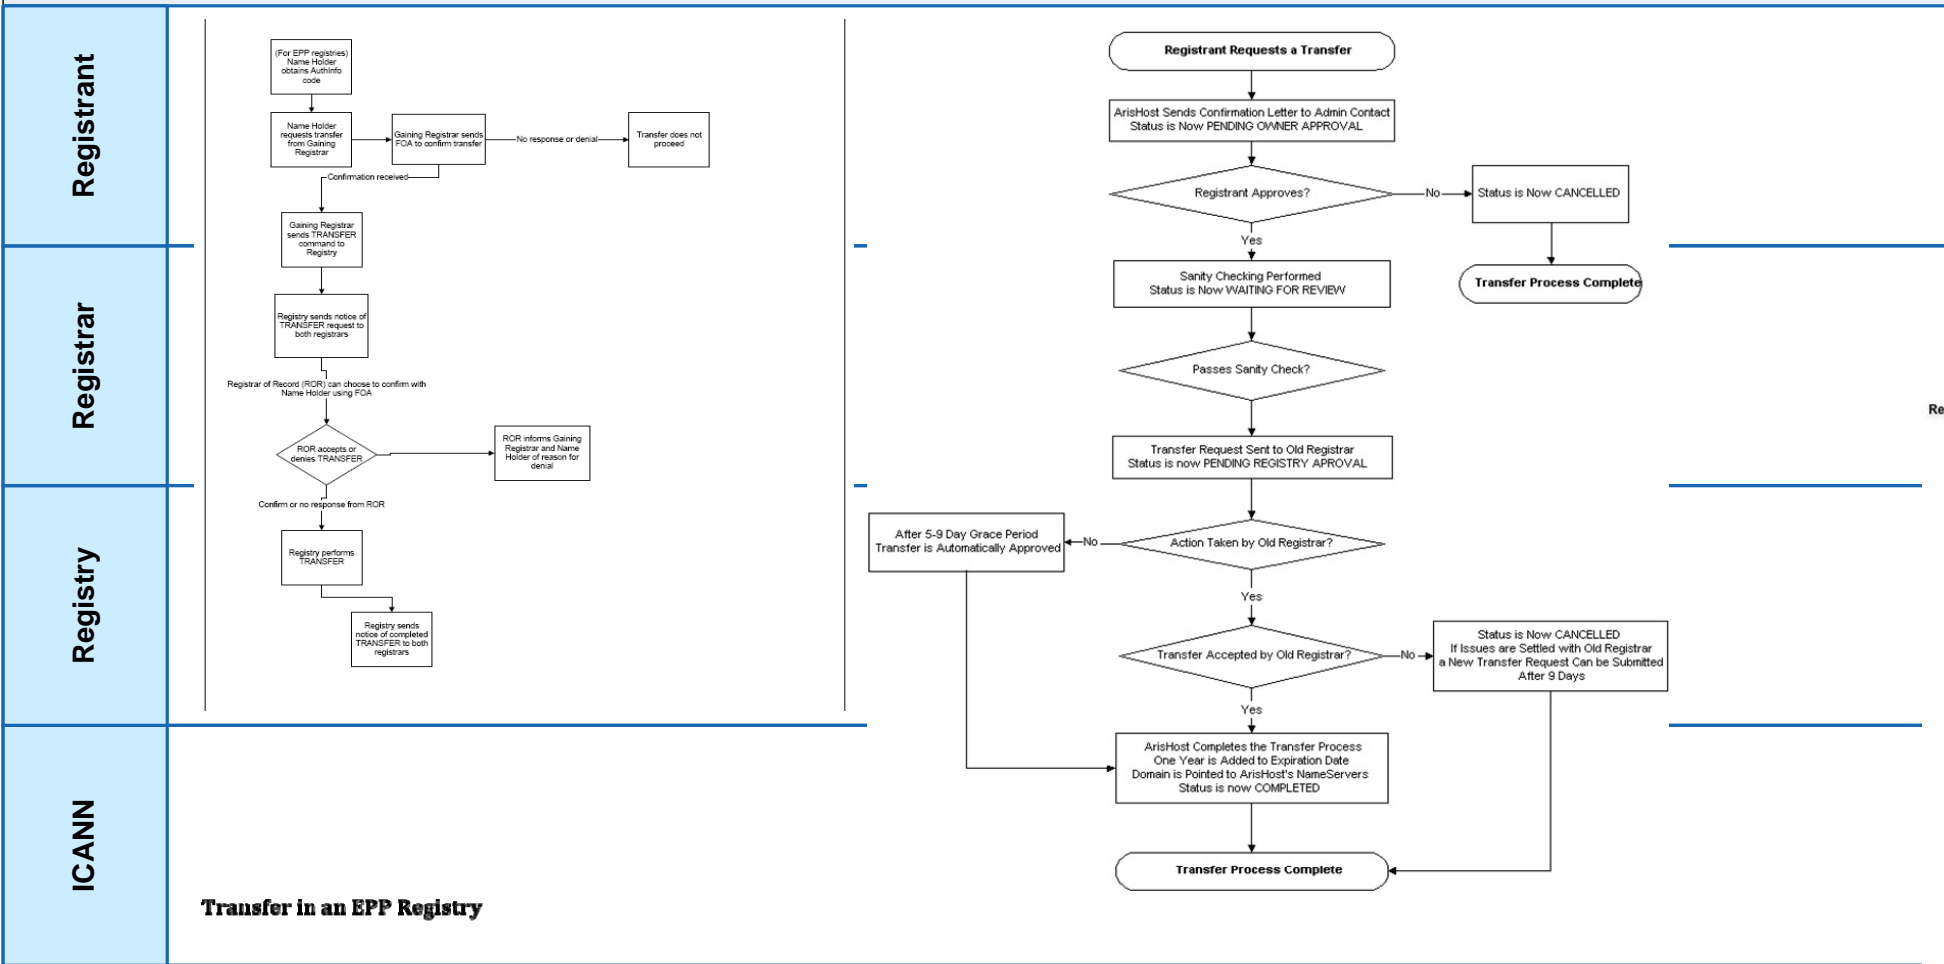 Registrant
Registrar
Registry
ICANN
(For EPP registries)
Name Holder
obtains AuthInfo
code
Name Holder
requests transfer
from Gaining
Registrar
Gaining Registrar sends
FOA to confirm transfer
No response or denial
Transfer does not
proceed
Confirmation received
Gaining Registrar
sends TRANSFER
command to
Registry
Registry sends notice of
TRANSFER request to
both registrars
Registrar of Record (ROR) can choose to confirm with
Name Holder using FOA
ROR accepts or
denies TRANSFER
ROR informs Gaining
Registrar and Name
Holder of reason for
denial
Confirm or no response from ROR
Registry performs
TRANSFER
Registry sends
notice of completed
TRANSFER to both
registrars
Transfer in an EPP Registry
Registrant Requests a Transfer
ArisHost Sends Confirmation Letter to Admin Contact
Status is Now PENDING OWNER APPROVAL
Registrant Approves?
No
Status is Now CANCELLED
Transfer Process Complete
Yes
Sanity Checking Performed
Status is Now WAITING FOR REVIEW
Passes Sanity Check?
Transfer Request Sent to Old Registrar
Status is now PENDING REGISTRY APROVAL
Action Taken by Old Registrar?
No
After 5-9 Day Grace Period
Transfer is Automatically Approved
Yes
Transfer Accepted by Old Registrar?
No
Status is Now CANCELLED
If Issues are Settled with Old Registrar
a New Transfer Request Can be Submitted
After 9 Days
Yes
ArisHost Completes the Transfer Process
One Year is Added to Expiration Date
Domain is Pointed to ArisHost's NameServers
Status is now COMPLETED
Transfer Process Complete
Re